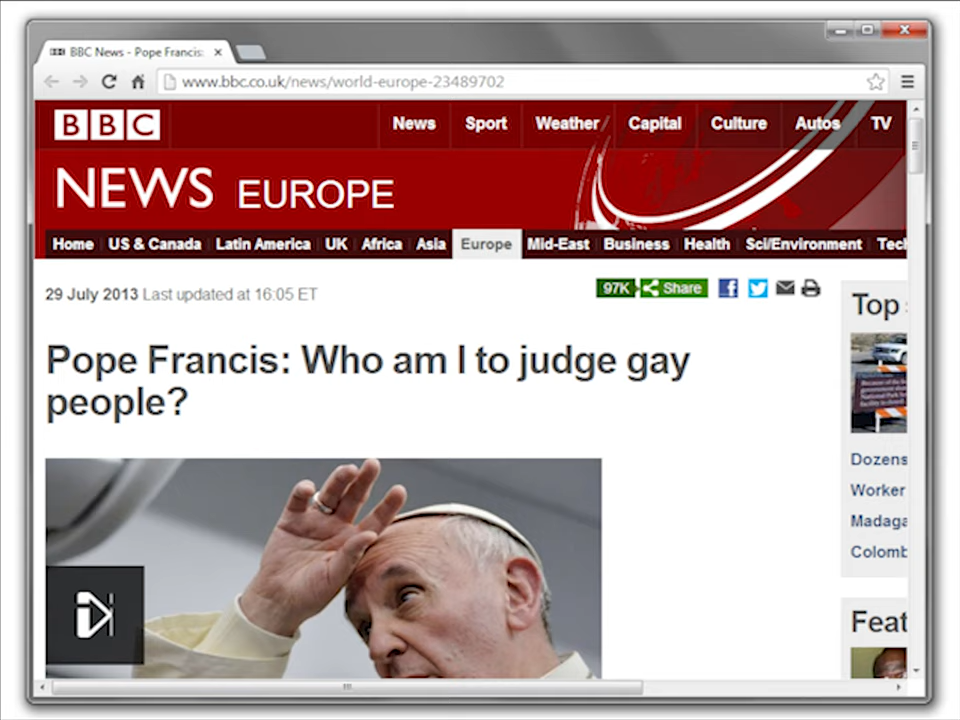 BBC News - Pope Francis:
www.bbc.co.uk/news/world-europe-23489702
BBC News Sport Weather Capital Culture Autos TV
NEWS EUROPE
Home US & Canada Latin America UK Africa Asia Europe Mid-East Business Health Sci/Environment Tech
29 July 2013 Last updated at 16:05 ET
97K Share
Top
Pope Francis: Who am I to judge gay
people?
Dozens
Worker
Madaga
Colomb
Feat